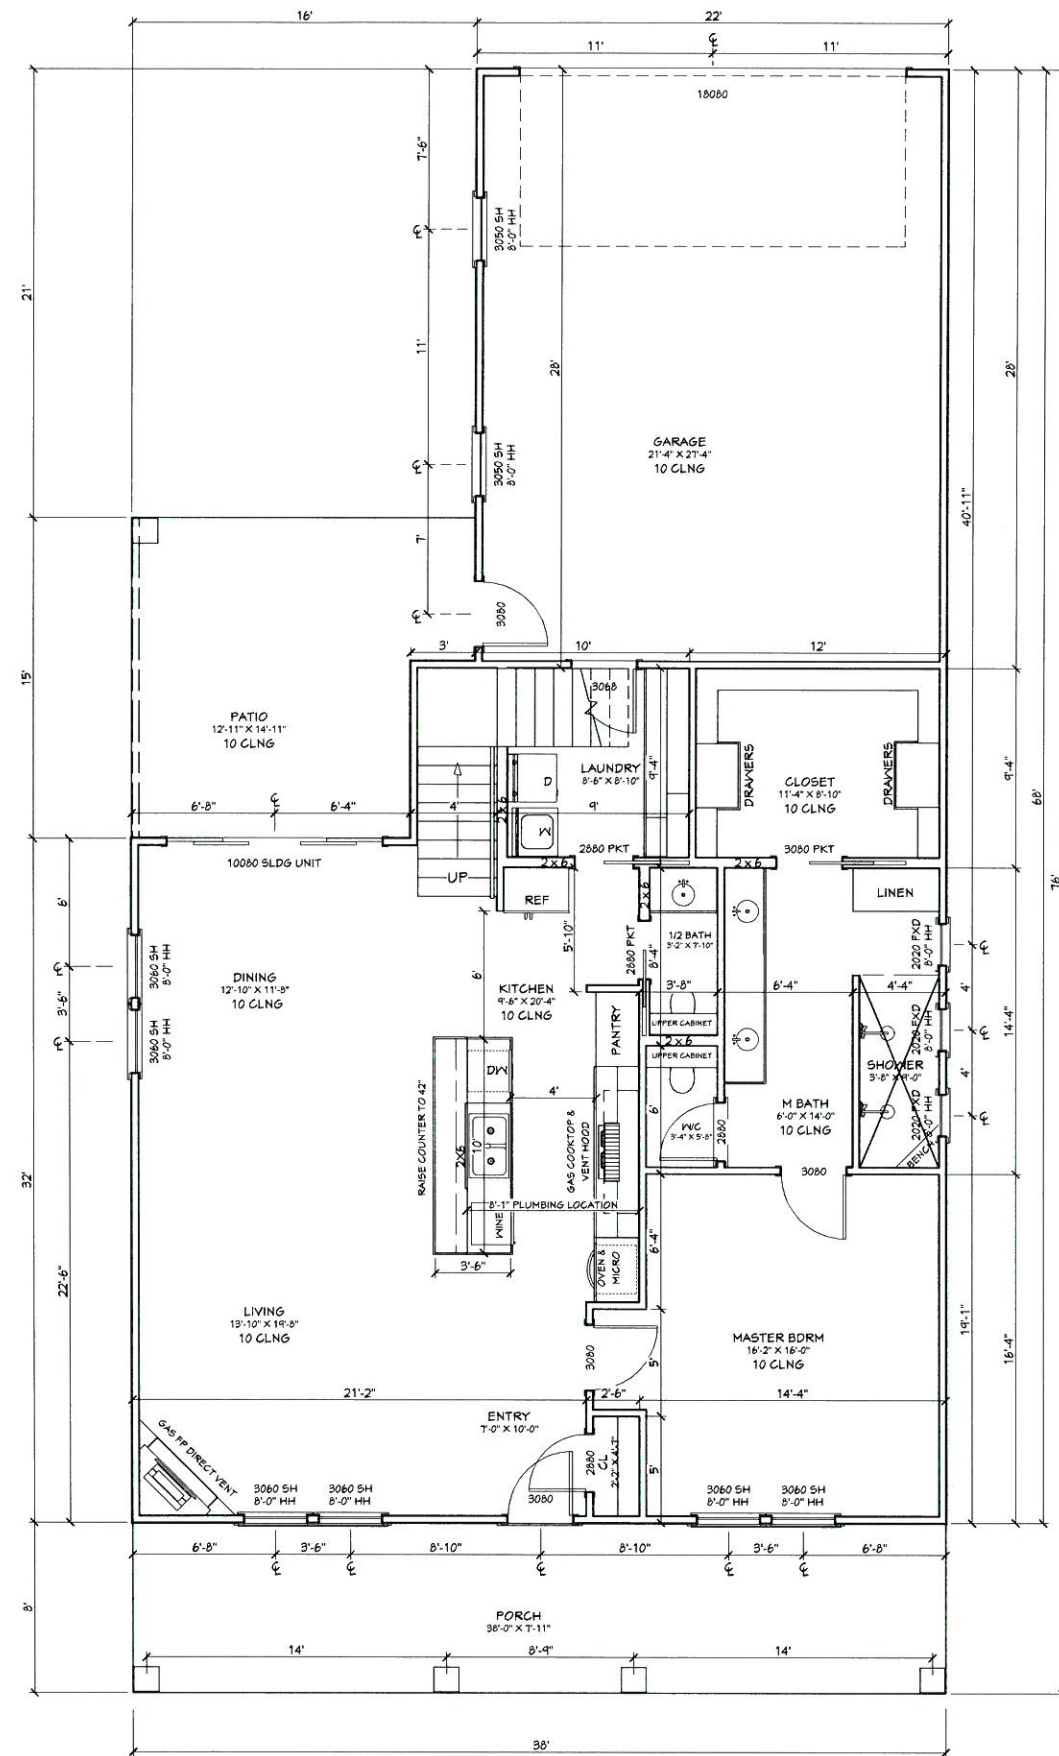 16'
22'
11'
℄
11'
18080
7'-6"
℄
3050 SH
8'-0" HH
21'
11'
28'
28'
GARAGE
21'-4" X 27'-4"
10 CLNG
℄
3050 SH
8'-0" HH
40'-11"
7'
℄
3080
3'
10'
12'
68'
76'
15'
3068
PATIO
12'-11" X 14'-11"
10 CLNG
LAUNDRY
8'-6" X 8'-10"
9'-4"
D
W
DRAWERS
CLOSET
11'-4" X 8'-10"
10 CLNG
DRAWERS
9'-4"
6'-8"
℄
6'-4"
4'
2X6
9'
10080 SLDG UNIT
2880 PKT
3080 PKT
2X6
2X6
UP
REF
2X6
LINEN
6'
3060 SH
8'-0" HH
℄
3'-6"
3060 SH
8'-0" HH
℄
DINING
12'-10" X 11'-8"
10 CLNG
6'
5'-10"
KITCHEN
9'-6" X 20'-4"
10 CLNG
2880 PKT
1/2 BATH
3'-2" X 7'-10"
8'-4"
3'-8"
6'-4"
4'-4"
2020 FXD
8'-0" HH
℄
4'
14'-4"
PANTRY
UPPER CABINET
2X6
UPPER CABINET
2020 FXD
8'-0" HH
℄
SHOWER
3'-8" X 9'-0"
4'
2020 FXD
8'-0" HH
℄
BENCH
DW
4'
RAISE COUNTER TO 42"
2X6
10'
GAS COOKTOP &
VENT HOOD
6'
W/C
3'-4" X 5'-8"
2880
M BATH
6'-0" X 14'-0"
10 CLNG
3080
32'
8'-1" PLUMBING LOCATION
WINE
OVEN &
MICRO
6'-4"
3'-6"
22'-6"
LIVING
13'-10" X 19'-8"
10 CLNG
3080
5'
MASTER BDRM
16'-2" X 16'-0"
10 CLNG
19'-1"
16'-4"
21'-2"
2'-6"
14'-4"
ENTRY
7'-0" X 10'-0"
GAS FP DIRECT VENT
2880
CL
2'-2" X 4'-7"
5'
3060 SH
8'-0" HH
3060 SH
8'-0" HH
3080
3060 SH
8'-0" HH
3060 SH
8'-0" HH
6'-8"
℄
3'-6"
℄
8'-10"
℄
8'-10"
℄
3'-6"
℄
6'-8"
8'
PORCH
38'-0" X 7'-11"
14'
8'-9"
14'
38'